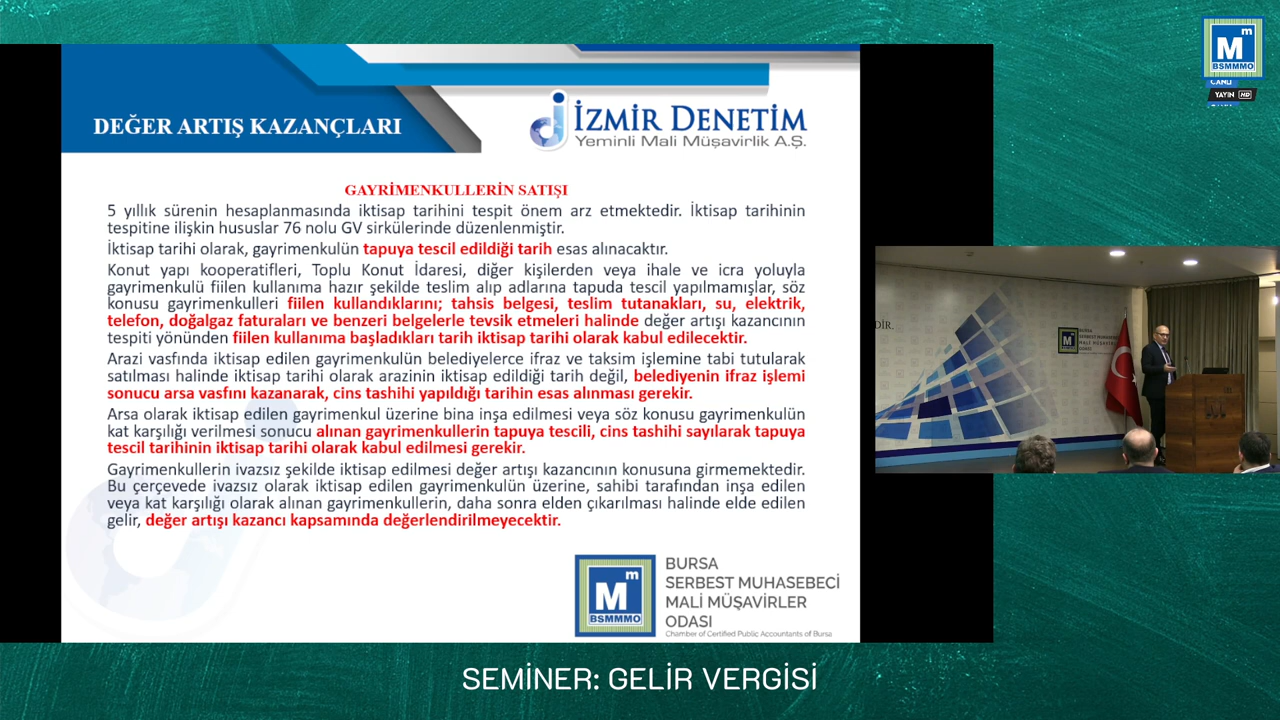 M m
BSMMMO
CANLI
YAYIN HD
DEĞER ARTIŞ KAZANÇLARI
İZMİR DENETİM
Yeminli Mali Müşavirlik A.Ş.
GAYRİMENKULLERİN SATIŞI
5 yıllık sürenin hesaplanmasında iktisap tarihini tespit önem arz etmektedir. İktisap tarihinin
tespitine ilişkin hususlar 76 nolu GV sirkülerinde düzenlenmiştir.
İktisap tarihi olarak, gayrimenkulün tapuya tescil edildiği tarih esas alınacaktır.
Konut yapı kooperatifleri, Toplu Konut İdaresi, diğer kişilerden veya ihale ve icra yoluyla
gayrimenkulü fiilen kullanıma hazır şekilde teslim alıp adlarına tapuda tescil yapılmamışlar, söz
konusu gayrimenkulleri fiilen kullandıklarını; tahsis belgesi, teslim tutanakları, su, elektrik,
telefon, doğalgaz faturaları ve benzeri belgelerle tevsik etmeleri halinde değer artışı kazancının
tespiti yönünden fiilen kullanıma başladıkları tarih iktisap tarihi olarak kabul edilecektir.
Arazi vasfında iktisap edilen gayrimenkulün belediyelerce ifraz ve taksim işlemine tabi tutularak
satılması halinde iktisap tarihi olarak arazinin iktisap edildiği tarih değil, belediyenin ifraz işlemi
sonucu arsa vasfını kazanarak, cins tashihi yapıldığı tarihin esas alınması gerekir.
Arsa olarak iktisap edilen gayrimenkul üzerine bina inşa edilmesi veya söz konusu gayrimenkulün
kat karşılığı verilmesi sonucu alınan gayrimenkullerin tapuya tescili, cins tashihi sayılarak tapuya
tescil tarihinin iktisap tarihi olarak kabul edilmesi gerekir.
Gayrimenkullerin ivazsız şekilde iktisap edilmesi değer artışı kazancının konusuna girmemektedir.
Bu çerçevede ivazsız olarak iktisap edilen gayrimenkulün üzerine, sahibi tarafından inşa edilen
veya kat karşılığı olarak alınan gayrimenkullerin, daha sonra elden çıkarılması halinde elde edilen
gelir, değer artışı kazancı kapsamında değerlendirilmeyecektir.
M m
BSMMMO
BURSA
SERBEST MUHASEBECİ
MALİ MÜŞAVİRLER
ODASI
Chamber of Certified Public Accountants of Bursa
BURSA
SERBEST MUHASEBECİ
MALİ MÜŞAVİRLER
ODASI
SEMİNER: GELİR VERGİSİ